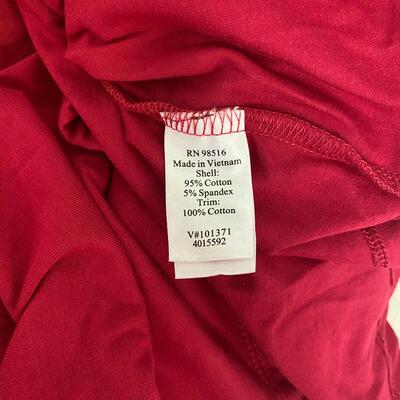 RN 98516
Made in Vietnam
Shell:
95% Cotton
5% Spandex
Trim:
100% Cotton
V#101371
4015592